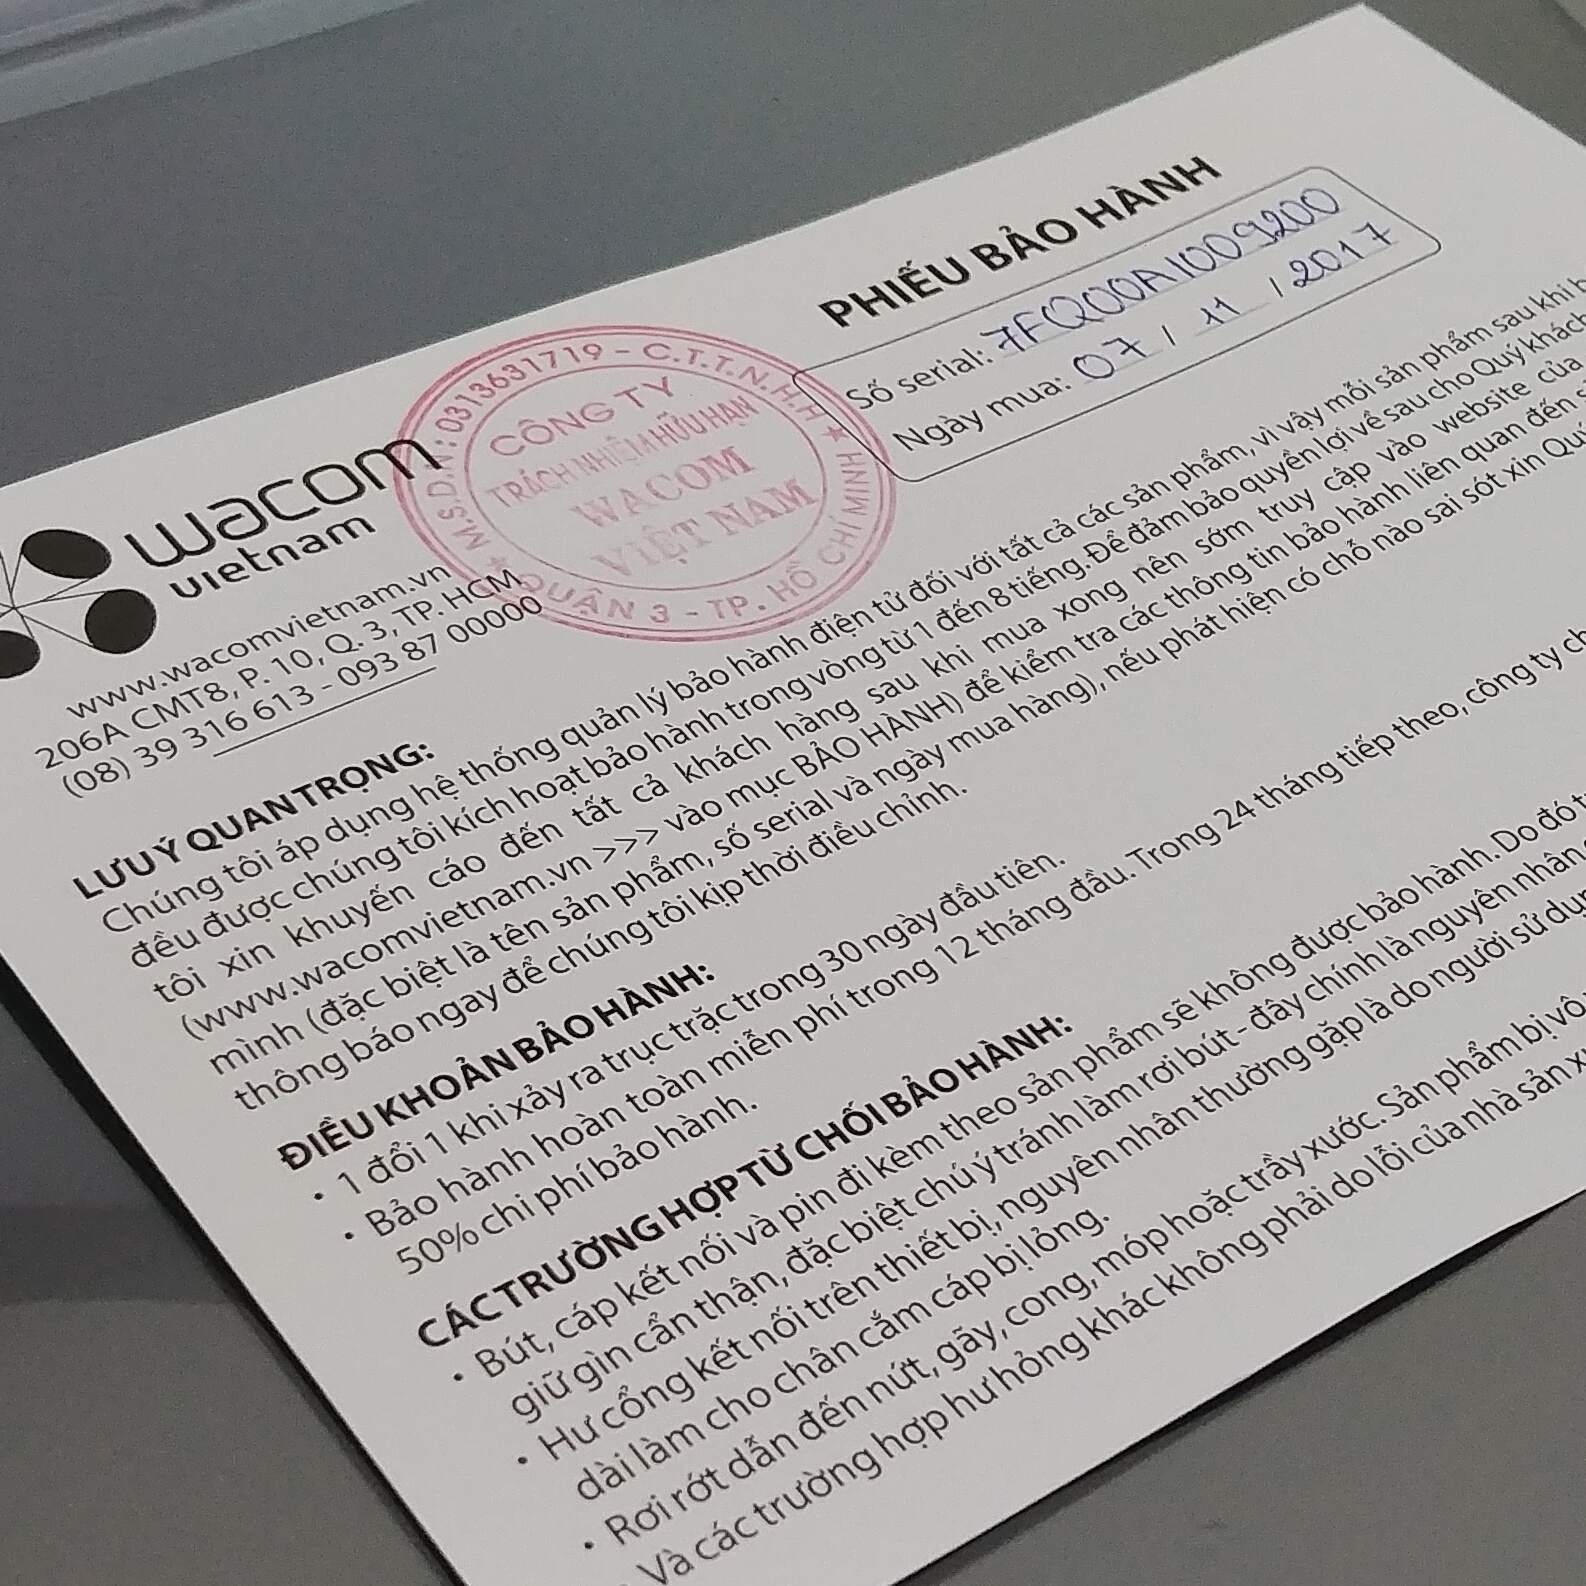 wacom
vietnam
www.wacomvietnam.vn
206A CMT8, P. 10, Q. 3, TP. HCM
(08) 39 316 613 - 093 87 00000
M.S.D.N: 0313631719 - C.T.T.N.H.H
CÔNG TY
TRÁCH NHIỆM HỮU HẠN
WACOM
VIỆT NAM
QUẬN 3 - TP. HỒ CHÍ MINH
PHIẾU BẢO HÀNH
Số serial: 7FQ00A1009200
Ngày mua: 07 / 11 / 2017
LƯU Ý QUAN TRỌNG:
Chúng tôi áp dụng hệ thống quản lý bảo hành điện tử đối với tất cả các sản phẩm, vì vậy mỗi sản phẩm sau khi
đều được chúng tôi kích hoạt bảo hành trong vòng từ 1 đến 8 tiếng. Để đảm bảo quyền lợi về sau cho Quý khách
tôi xin khuyến cáo đến tất cả khách hàng sau khi mua xong nên sớm truy cập vào website của
(www.wacomvietnam.vn >>> vào mục BẢO HÀNH) để kiểm tra các thông tin bảo hành liên quan đến
mình (đặc biệt là tên sản phẩm, số serial và ngày mua hàng), nếu phát hiện có chỗ nào sai sót xin
thông báo ngay để chúng tôi kịp thời điều chỉnh.
ĐIỀU KHOẢN BẢO HÀNH:
• 1 đổi 1 khi xảy ra trục trặc trong 30 ngày đầu tiên.
• Bảo hành hoàn toàn miễn phí trong 12 tháng đầu. Trong 24 tháng tiếp theo, công ty
50% chi phí bảo hành.
CÁC TRƯỜNG HỢP TỪ CHỐI BẢO HÀNH:
• Bút, cáp kết nối và pin đi kèm theo sản phẩm sẽ không được bảo hành. Do đó
giữ gìn cẩn thận, đặc biệt chú ý tránh làm rơi bút - đây chính là nguyên nhân
• Hư cổng kết nối trên thiết bị, nguyên nhân thường gặp là do người sử
dài làm cho chân cắm cáp bị lỏng.
• Rơi rớt dẫn đến nứt, gãy, cong, móp hoặc trầy xước. Sản phẩm bị vô
• Và các trường hợp hư hỏng khác không phải do lỗi của nhà sản